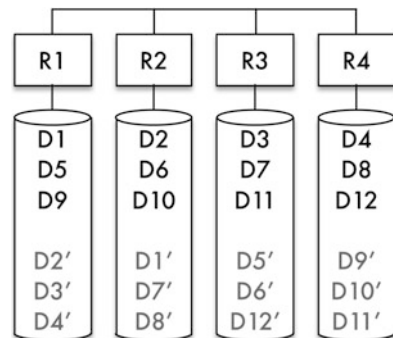 R1 R2 R3 R4
D1 D2 D3 D4
D5 D6 D7 D8
D9 D10 D11 D12
D2′ D1′ D5′ D9′
D3′ D7′ D6′ D10′
D4′ D8′ D12′ D11′